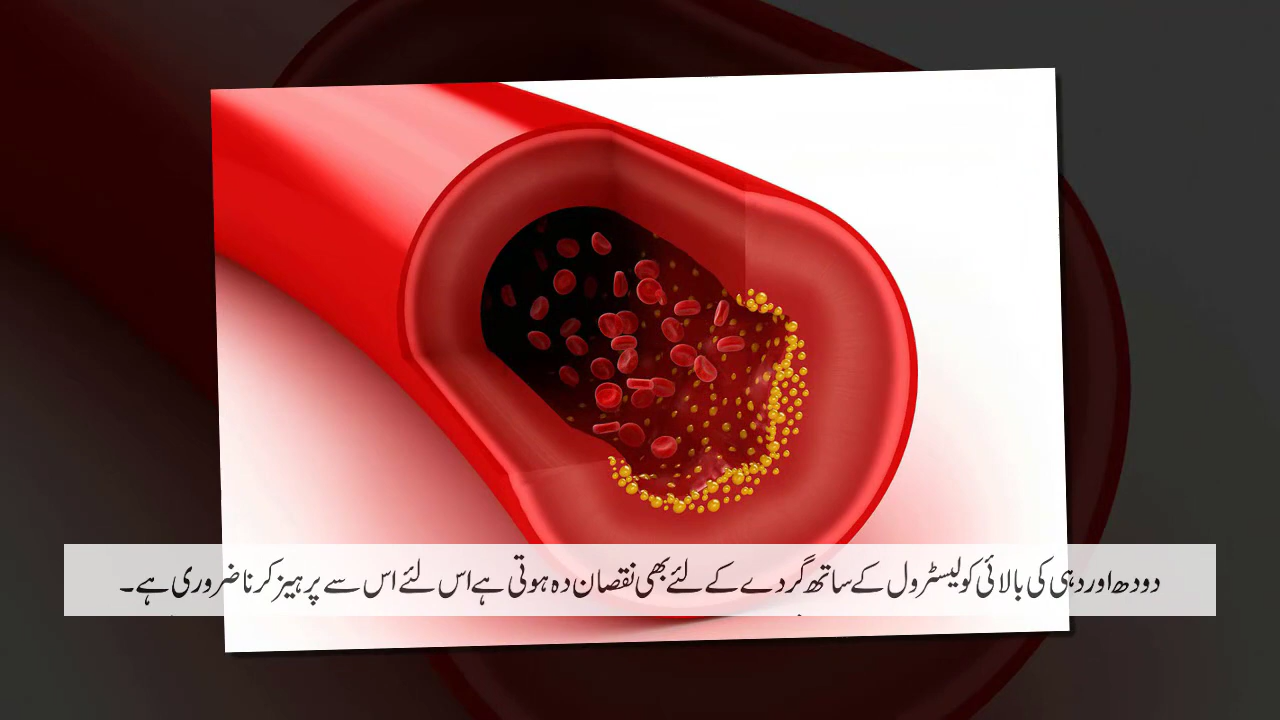 دودھ اور دہی کی بالائی کولیسٹرول کے ساتھ گردے کے لئے بھی نقصان دہ ہوتی ہے اس لئے اس سے پرہیز کرنا ضروری ہے۔